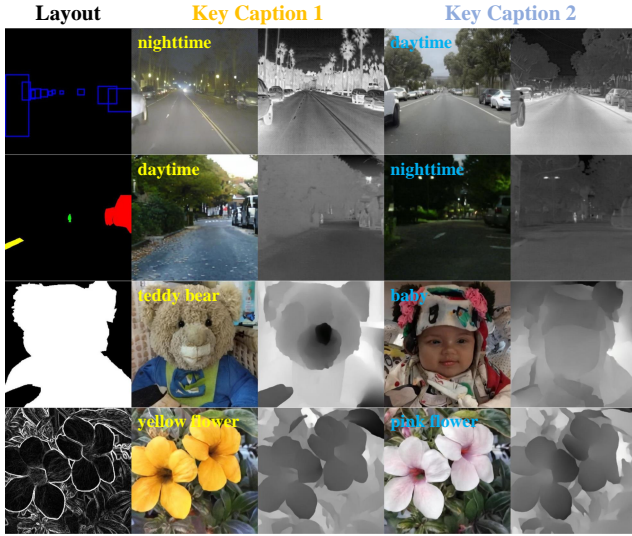 Layout
Key Caption 1
Key Caption 2
nighttime
daytime
daytime
nighttime
teddy bear
baby
yellow flower
pink flower